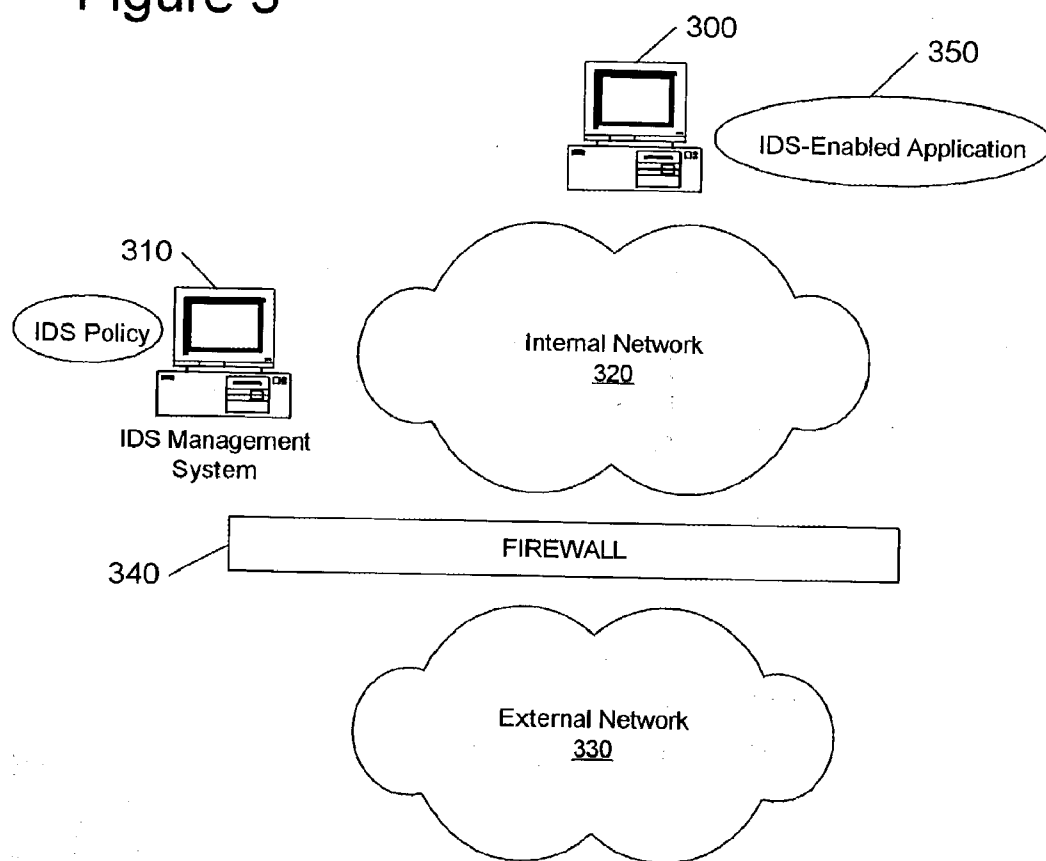 Figure 3
300
350
IDS-Enabled Application
310
IDS Policy
Internal Network
320
IDS Management
System
FIREWALL
340
External Network
330